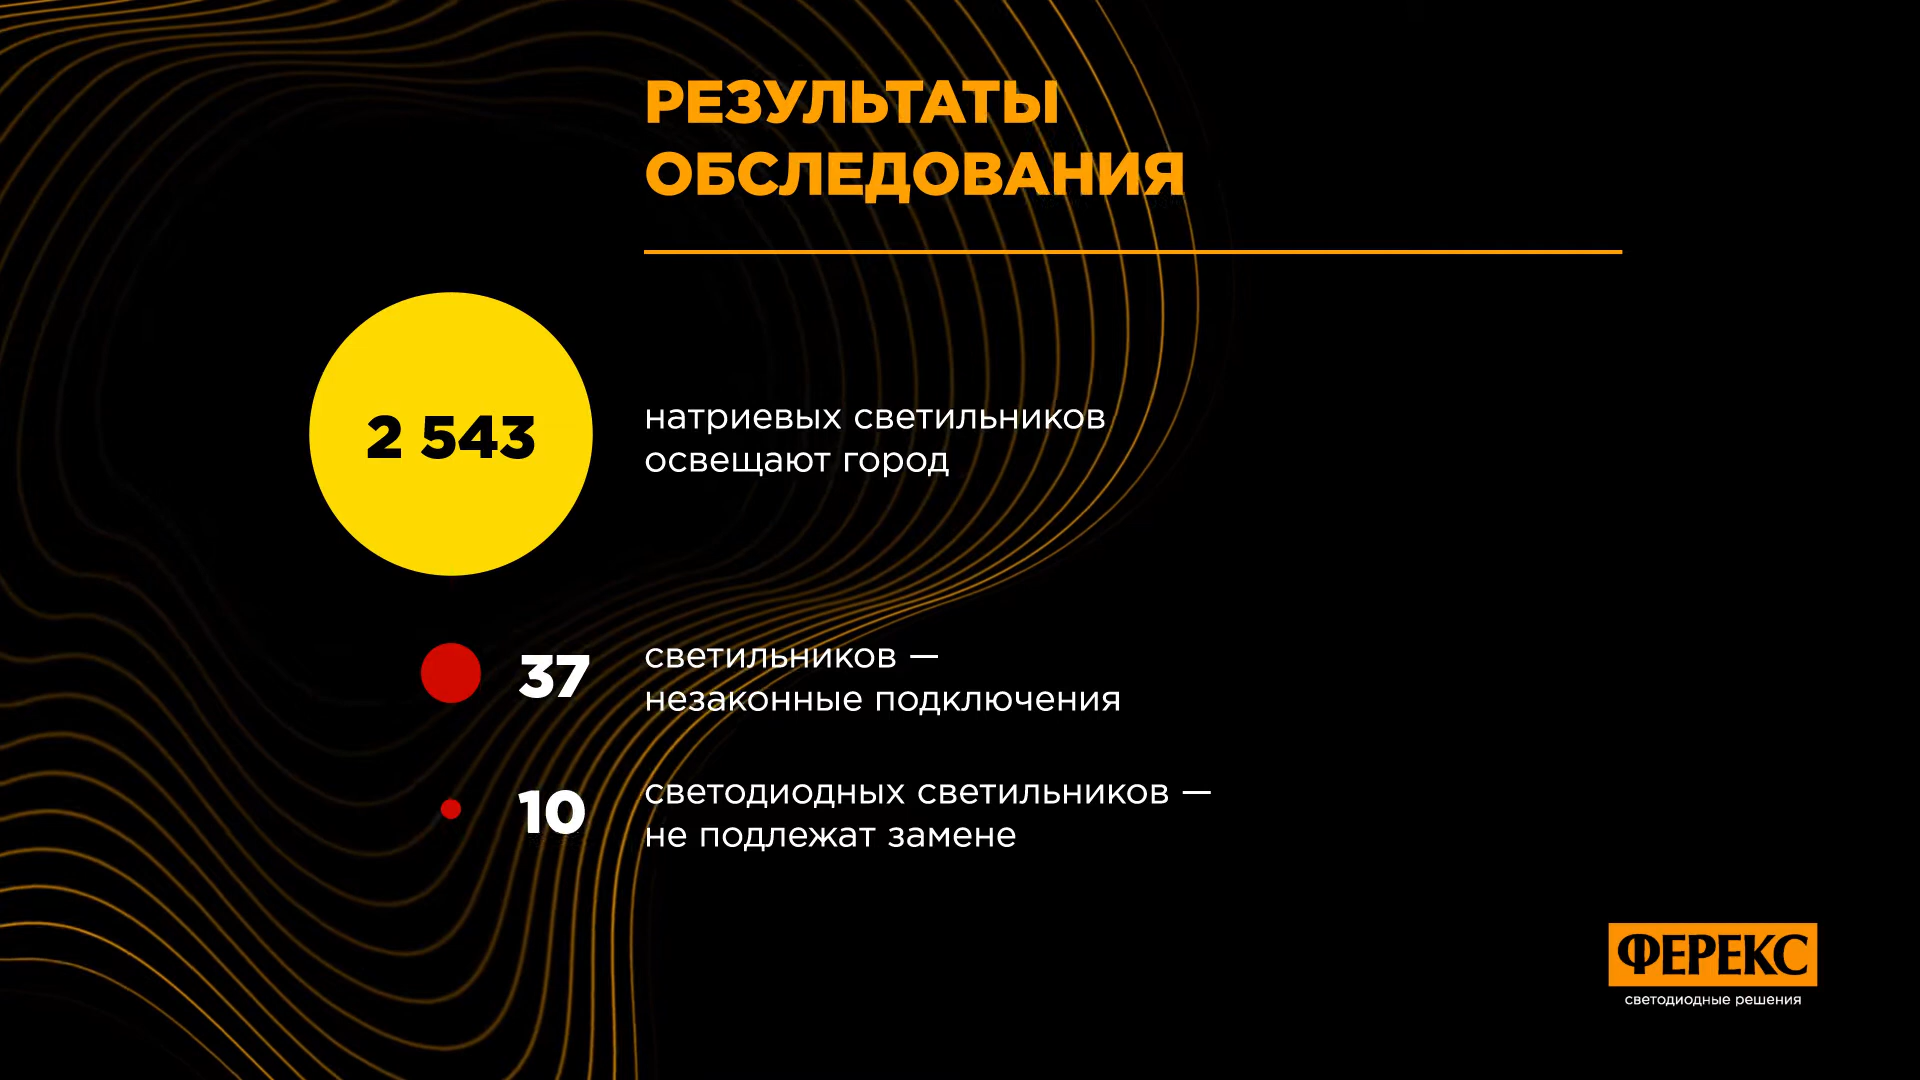 РЕЗУЛЬТАТЫ
ОБСЛЕДОВАНИЯ
2 543
натриевых светильников
освещают город
37
светильников —
незаконные подключения
10
светодиодных светильников —
не подлежат замене
ФЕРЕКС
светодиодные решения